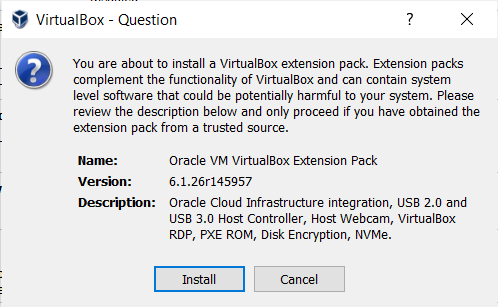 VirtualBox - Question
You are about to install a VirtualBox extension pack. Extension packs
complement the functionality of VirtualBox and can contain system
level software that could be potentially harmful to your system. Please
review the description below and only proceed if you have obtained the
extension pack from a trusted source.
Name: Oracle VM VirtualBox Extension Pack
Version: 6.1.26r145957
Description: Oracle Cloud Infrastructure integration, USB 2.0 and
USB 3.0 Host Controller, Host Webcam, VirtualBox
RDP, PXE ROM, Disk Encryption, NVMe.
Install Cancel